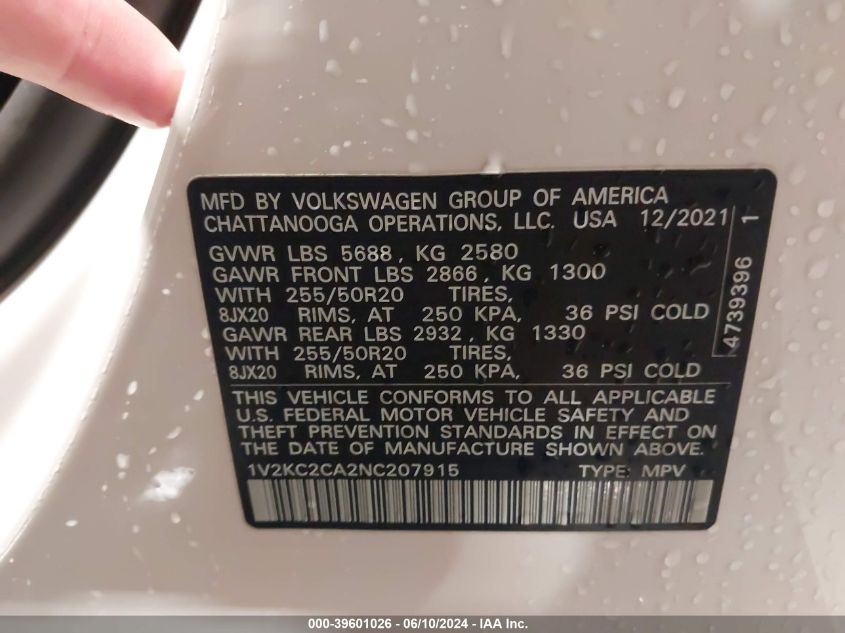 MFD BY VOLKSWAGEN GROUP OF AMERICA
CHATTANOOGA OPERATIONS, LLC. USA 12/2021
GVWR LBS 5688, KG 2580
GAWR FRONT LBS 2866, KG 1300
WITH 255/50R20 TIRES,
8JX20 RIMS, AT 250 KPA, 36 PSI COLD
GAWR REAR LBS 2932, KG 1330
WITH 255/50R20 TIRES,
8JX20 RIMS, AT 250 KPA, 36 PSI COLD
THIS VEHICLE CONFORMS TO ALL APPLICABLE
U.S. FEDERAL MOTOR VEHICLE SAFETY AND
THEFT PREVENTION STANDARDS IN EFFECT ON
THE DATE OF MANUFACTURE SHOWN ABOVE.
1V2KC2CA2NC207915 TYPE: MPV
4739396 1
000-39601026 - 06/10/2024 - IAA Inc.